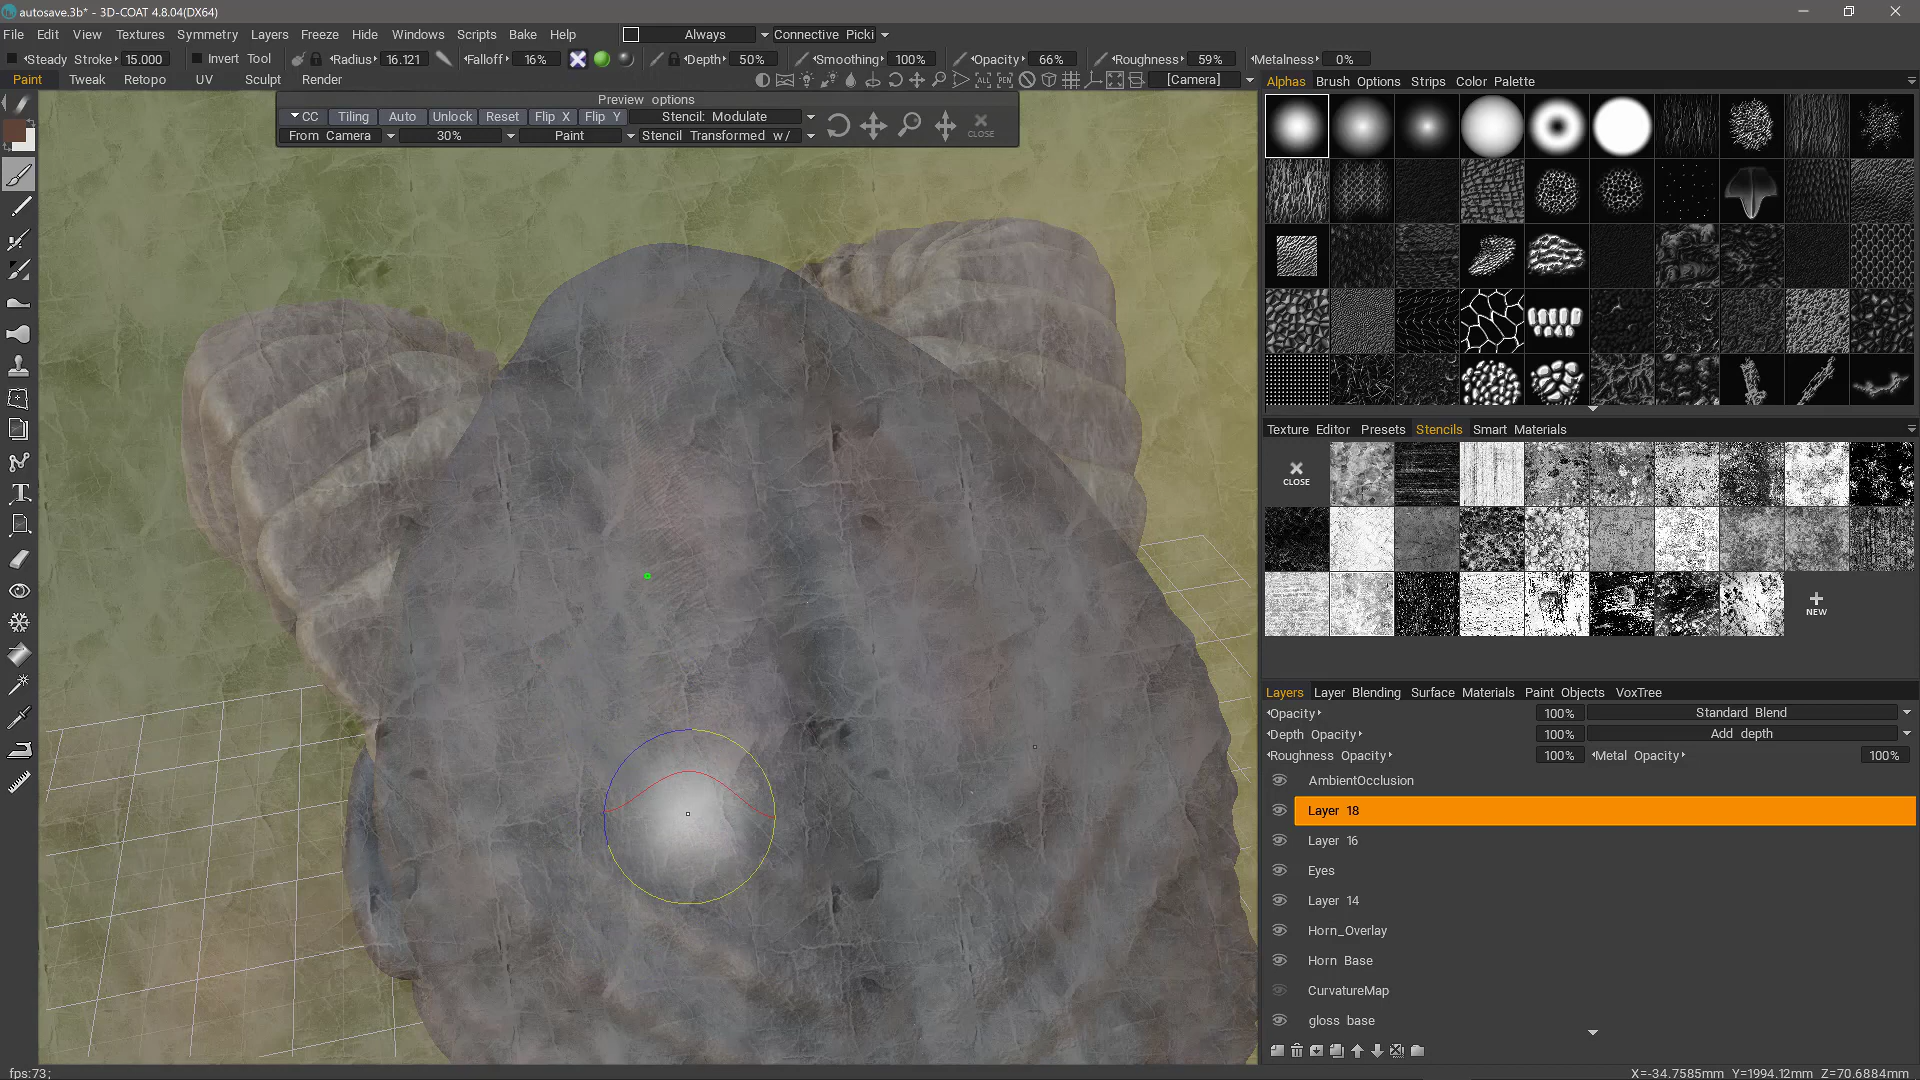 autosave.3b* - 3D-COAT 4.8.04(DX64)
File Edit View Textures Symmetry Layers Freeze Hide Windows Scripts Bake Help Always Connective Picki
Steady Stroke 15.000 Invert Tool Radius 16.121 Falloff 16% Depth 50% Smoothing 100% Opacity 66% Roughness 59% Metalness 0%
Paint Tweak Retopo UV Sculpt Render ALL PEN [Camera]
Preview options
CC Tiling Auto Unlock Reset Flip X Flip Y Stencil: Modulate
From Camera 30% Paint Stencil Transformed w/ CLOSE
Alphas Brush Options Strips Color Palette
Texture Editor Presets Stencils Smart Materials
CLOSE
NEW
Layers Layer Blending Surface Materials Paint Objects VoxTree
Opacity 100% Standard Blend
Depth Opacity 100% Add depth
Roughness Opacity 100% Metal Opacity 100%
AmbientOcclusion
Layer 18
Layer 16
Eyes
Layer 14
Horn_Overlay
Horn Base
CurvatureMap
gloss base
fps:73; X=-34.7585mm Y=1994.12mm Z=70.6884mm